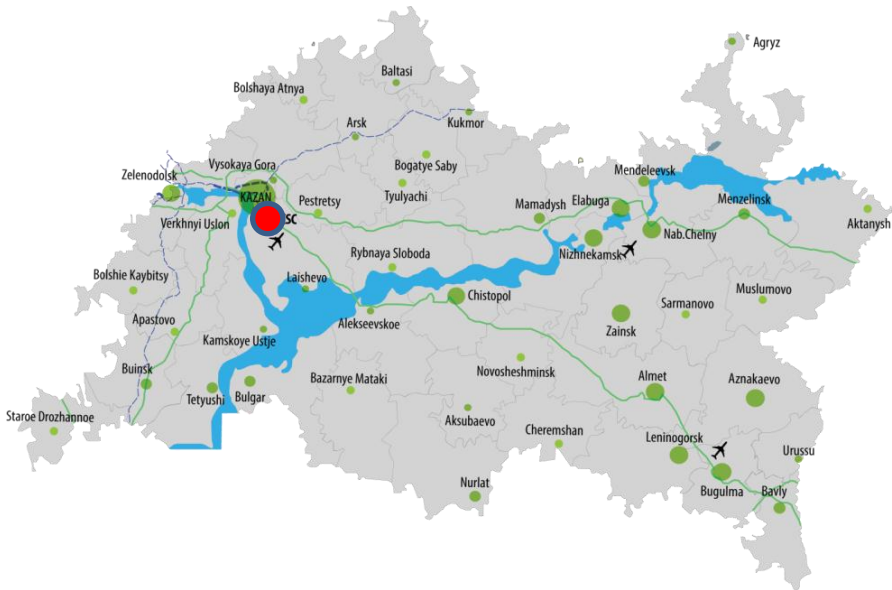 Agryz
Baltasi
Bolshaya Atnya
Arsk
Kukmor
Vysokaya Gora
Bogatye Saby
Mendeleevsk
Zelenodolsk
KAZAN
Pestretsy
Tyulyachi
Mamadysh
Elabuga
Menzelinsk
SC
Verkhnyi Uslon
Aktanysh
Nab.Chelny
Rybnaya Sloboda
Nizhnekamsk
Bolshie Kaybitsy
Laishevo
Chistopol
Sarmanovo
Muslumovo
Apastovo
Alekseevskoe
Zainsk
Kamskoye Ustje
Buinsk
Novosheshminsk
Tetyushi
Bulgar
Bazarnye Mataki
Almet
Aznakaevo
Staroe Drozhannoe
Aksubaevo
Cheremshan
Leninogorsk
Urussu
Nurlat
Bugulma
Bavly